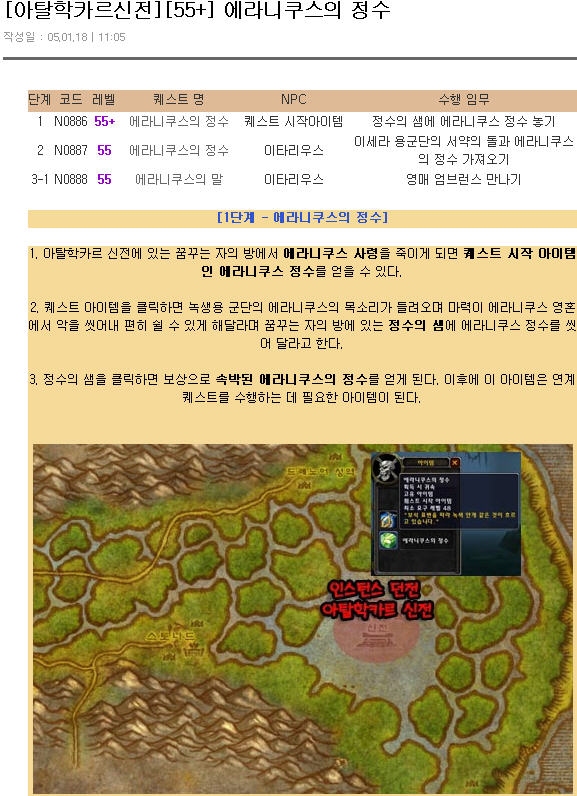 [아탈학카르신전][55+] 에라니쿠스의 정수
작성일 : 05.01.18 | 11:05
단계 코드 레벨 퀘스트 명 NPC 수행 임무
1 N0886 55+ 에라니쿠스의 정수 퀘스트 시작아이템 정수의 샘에 에라니쿠스 정수 놓기
2 N0887 55 에라니쿠스의 정수 이타리우스 이세라 용군단의 서약의 돌과 에라니쿠스
의 정수 가져오기
3-1 N0888 55 에라니쿠스의 말 이타리우스 영매 엄브런스 만나기
[1단계 - 에라니쿠스의 정수]
1. 아탈학카르 신전에 있는 꿈꾸는 자의 방에서 에라니쿠스 사령을 죽이게 되면 퀘스트 시작 아이템
인 에라니쿠스 정수를 얻을 수 있다.
2. 퀘스트 아이템을 클릭하면 녹생용 군단의 에라니쿠스의 목소리가 들려오며 마력이 에라니쿠스 영혼
에서 악을 씻어내 편히 쉴 수 있게 해달라며 꿈꾸는 자의 방에 있는 정수의 샘에 에라니쿠스 정수를 씻
어 달라고 한다.
3. 정수의 샘을 클릭하면 보상으로 속박된 에라니쿠스의 정수를 얻게 된다. 이후에 이 아이템은 연계
퀘스트를 수행하는 데 필요한 아이템이 된다.
아이템
드레노어 성역
에라니쿠스의 정수
획득 시 귀속
고유 아이템
퀘스트 시작 아이템
최소 요구 레벨 48
"보석 표면을 따라 녹색 안개 같은 것이 흐르
고 있습니다."
에라니쿠스의 정수
인스턴스 던전
아탈학카르 신전
신전
스토나드